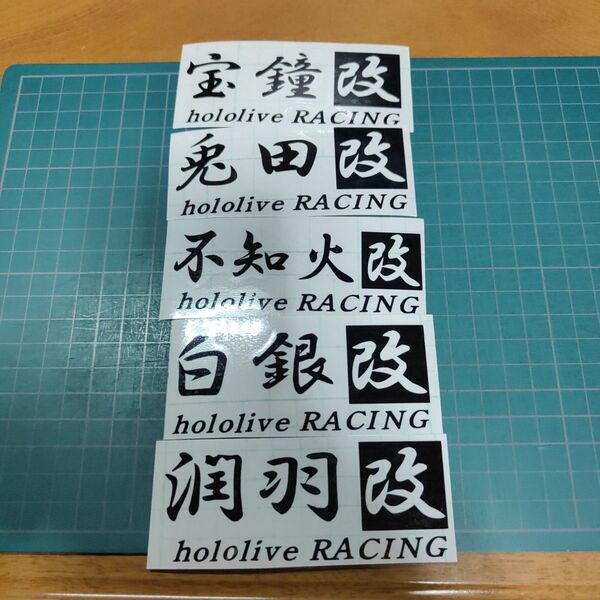 宝鐘改
hololive RACING
兎田改
hololive RACING
不知火改
hololive RACING
白銀改
hololive RACING
潤羽改
hololive RACING